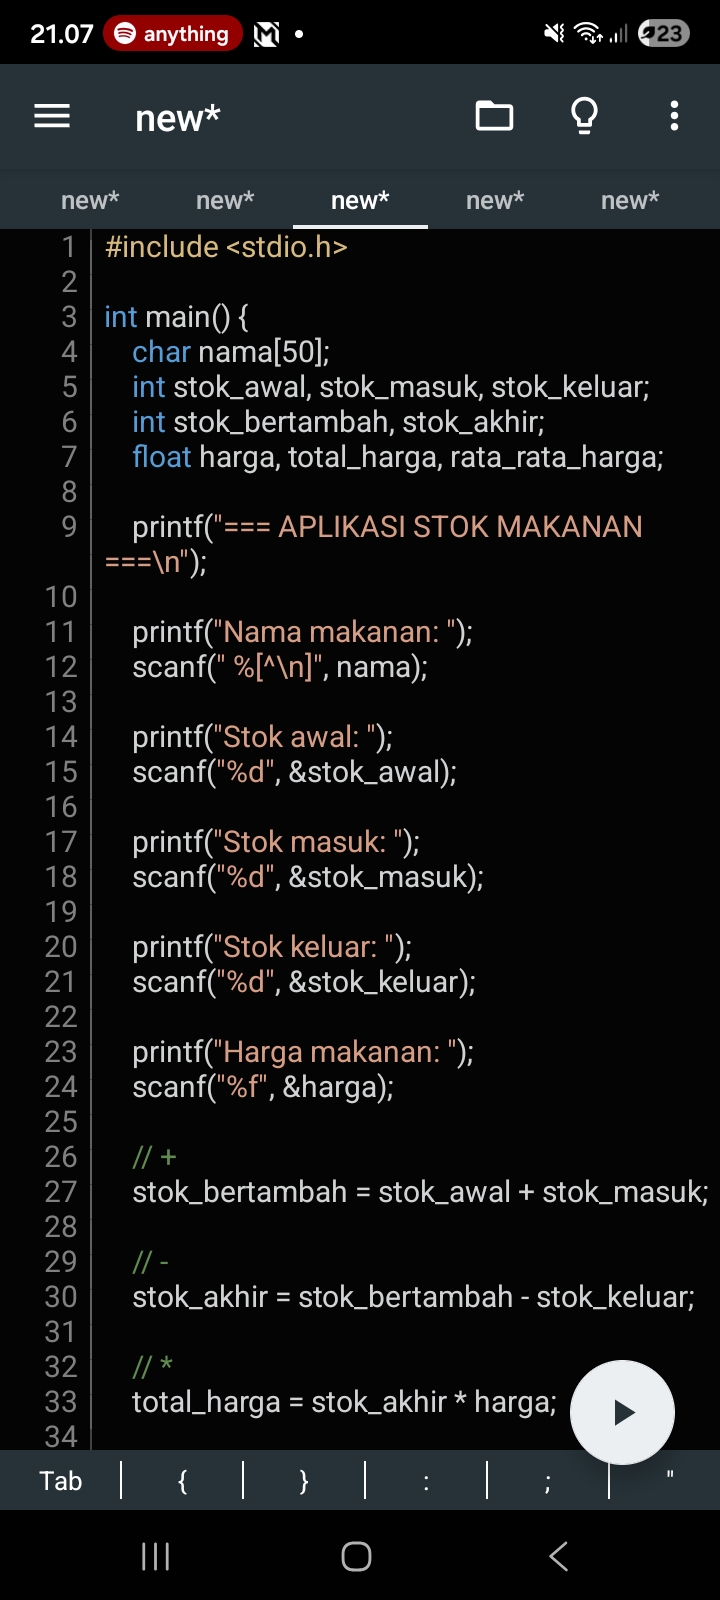 21.07 anything 23
new*
new* new* new* new* new*
1 #include <stdio.h>
2
3 int main() {
4 char nama[50];
5 int stok_awal, stok_masuk, stok_keluar;
6 int stok_bertambah, stok_akhir;
7 float harga, total_harga, rata_rata_harga;
8
9 printf("=== APLIKASI STOK MAKANAN
===\n");
10
11 printf("Nama makanan: ");
12 scanf(" %[^\n]", nama);
13
14 printf("Stok awal: ");
15 scanf("%d", &stok_awal);
16
17 printf("Stok masuk: ");
18 scanf("%d", &stok_masuk);
19
20 printf("Stok keluar: ");
21 scanf("%d", &stok_keluar);
22
23 printf("Harga makanan: ");
24 scanf("%f", &harga);
25
26 // +
27 stok_bertambah = stok_awal + stok_masuk;
28
29 // -
30 stok_akhir = stok_bertambah - stok_keluar;
31
32 // *
33 total_harga = stok_akhir * harga;
34
Tab { } : ; "